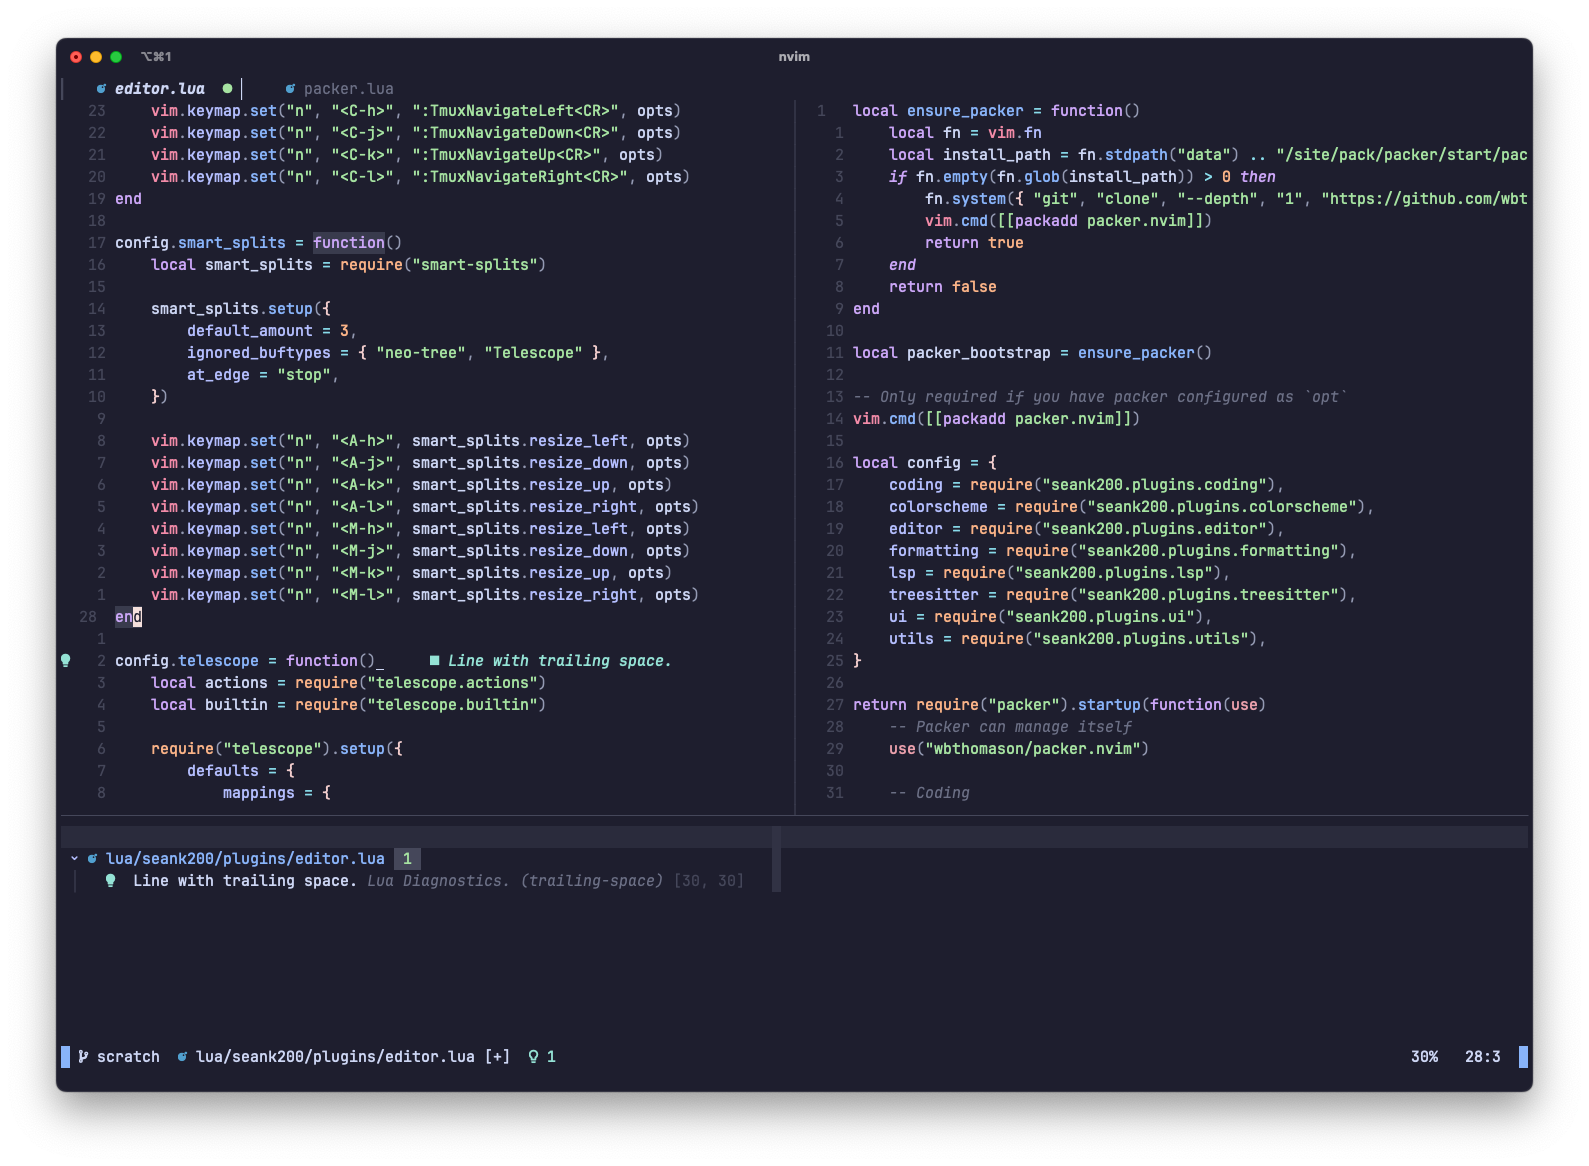 ⌥⌘1 nvim
editor.lua packer.lua
23 vim.keymap.set("n", "<C-h>", ":TmuxNavigateLeft<CR>", opts)
22 vim.keymap.set("n", "<C-j>", ":TmuxNavigateDown<CR>", opts)
21 vim.keymap.set("n", "<C-k>", ":TmuxNavigateUp<CR>", opts)
20 vim.keymap.set("n", "<C-l>", ":TmuxNavigateRight<CR>", opts)
19 end
18
17 config.smart_splits = function()
16 local smart_splits = require("smart-splits")
15
14 smart_splits.setup({
13 default_amount = 3,
12 ignored_buftypes = { "neo-tree", "Telescope" },
11 at_edge = "stop",
10 })
9
8 vim.keymap.set("n", "<A-h>", smart_splits.resize_left, opts)
7 vim.keymap.set("n", "<A-j>", smart_splits.resize_down, opts)
6 vim.keymap.set("n", "<A-k>", smart_splits.resize_up, opts)
5 vim.keymap.set("n", "<A-l>", smart_splits.resize_right, opts)
4 vim.keymap.set("n", "<M-h>", smart_splits.resize_left, opts)
3 vim.keymap.set("n", "<M-j>", smart_splits.resize_down, opts)
2 vim.keymap.set("n", "<M-k>", smart_splits.resize_up, opts)
1 vim.keymap.set("n", "<M-l>", smart_splits.resize_right, opts)
28 end
1
2 config.telescope = function()_ ■ Line with trailing space.
3 local actions = require("telescope.actions")
4 local builtin = require("telescope.builtin")
5
6 require("telescope").setup({
7 defaults = {
8 mappings = {
1 local ensure_packer = function()
1 local fn = vim.fn
2 local install_path = fn.stdpath("data") .. "/site/pack/packer/start/pac
3 if fn.empty(fn.glob(install_path)) > 0 then
4 fn.system({ "git", "clone", "--depth", "1", "https://github.com/wbt
5 vim.cmd([[packadd packer.nvim]])
6 return true
7 end
8 return false
9 end
10
11 local packer_bootstrap = ensure_packer()
12
13 -- Only required if you have packer configured as `opt`
14 vim.cmd([[packadd packer.nvim]])
15
16 local config = {
17 coding = require("seank200.plugins.coding"),
18 colorscheme = require("seank200.plugins.colorscheme"),
19 editor = require("seank200.plugins.editor"),
20 formatting = require("seank200.plugins.formatting"),
21 lsp = require("seank200.plugins.lsp"),
22 treesitter = require("seank200.plugins.treesitter"),
23 ui = require("seank200.plugins.ui"),
24 utils = require("seank200.plugins.utils"),
25 }
26
27 return require("packer").startup(function(use)
28 -- Packer can manage itself
29 use("wbthomason/packer.nvim")
30
31 -- Coding
lua/seank200/plugins/editor.lua 1
Line with trailing space. Lua Diagnostics. (trailing-space) [30, 30]
scratch lua/seank200/plugins/editor.lua [+] 1 30% 28:3